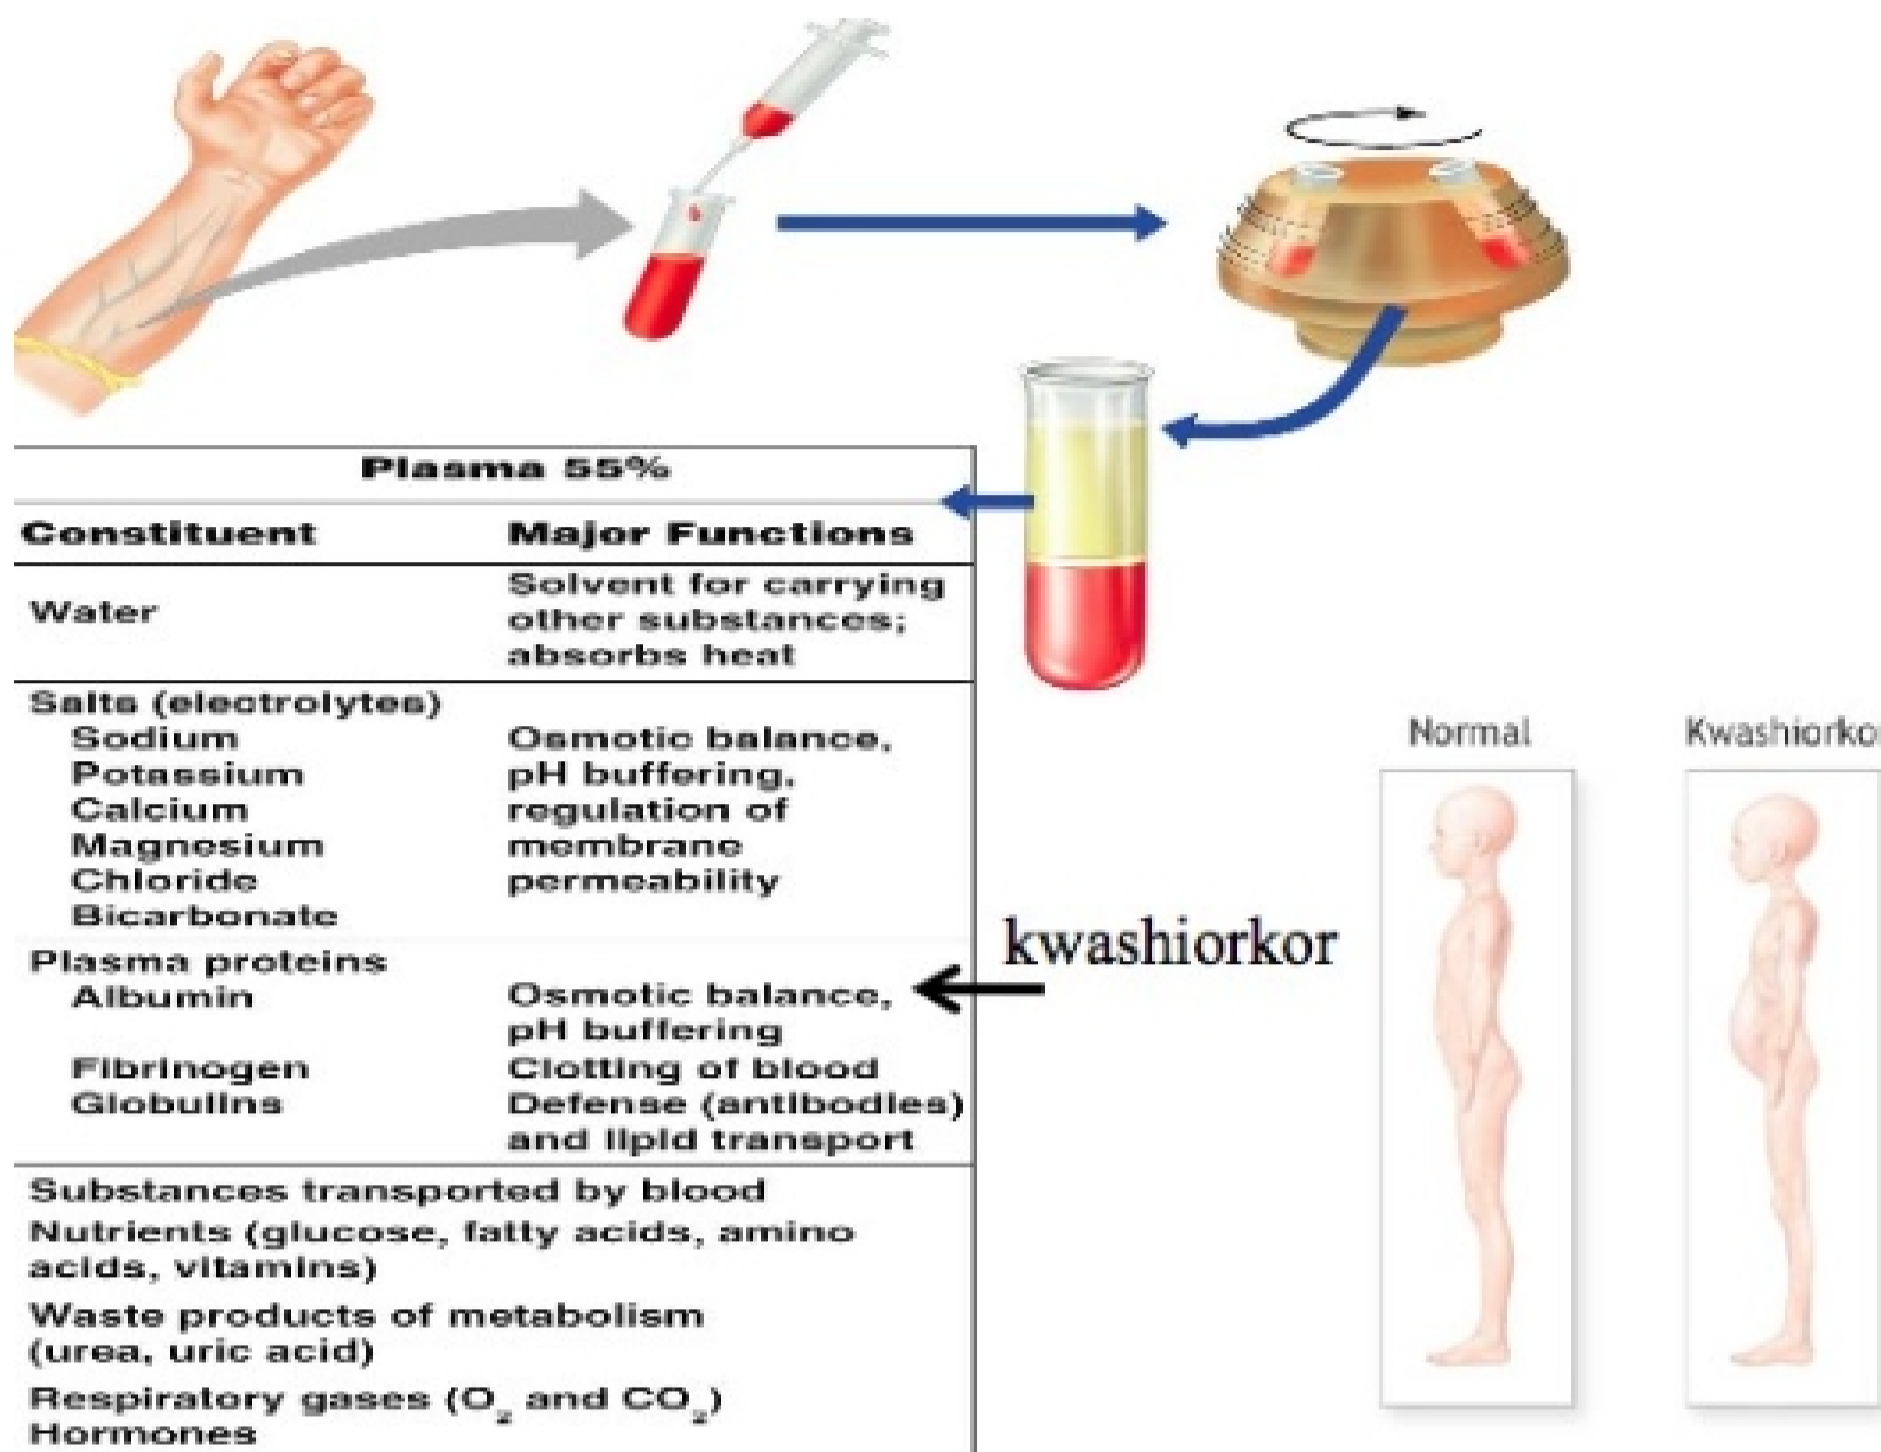 Plasma 55%
Constituent Major Functions
Water
Solvent for carrying
other substances;
absorbs heat
Salts (electrolytes)
Sodium
Potassium
Calcium
Magnesium
Chloride
Bicarbonate
Osmotic balance,
pH buffering,
regulation of
membrane
permeability
Plasma proteins
Albumin
Osmotic balance,
pH buffering
Fibrinogen
Clotting of blood
Globulins
Defense (antibodies)
and lipid transport
Substances transported by blood
Nutrients (glucose, fatty acids, amino
acids, vitamins)
Waste products of metabolism
(urea, uric acid)
Respiratory gases (O₂ and CO₂)
Hormones
kwashiorkor
Normal
Kwashiorko